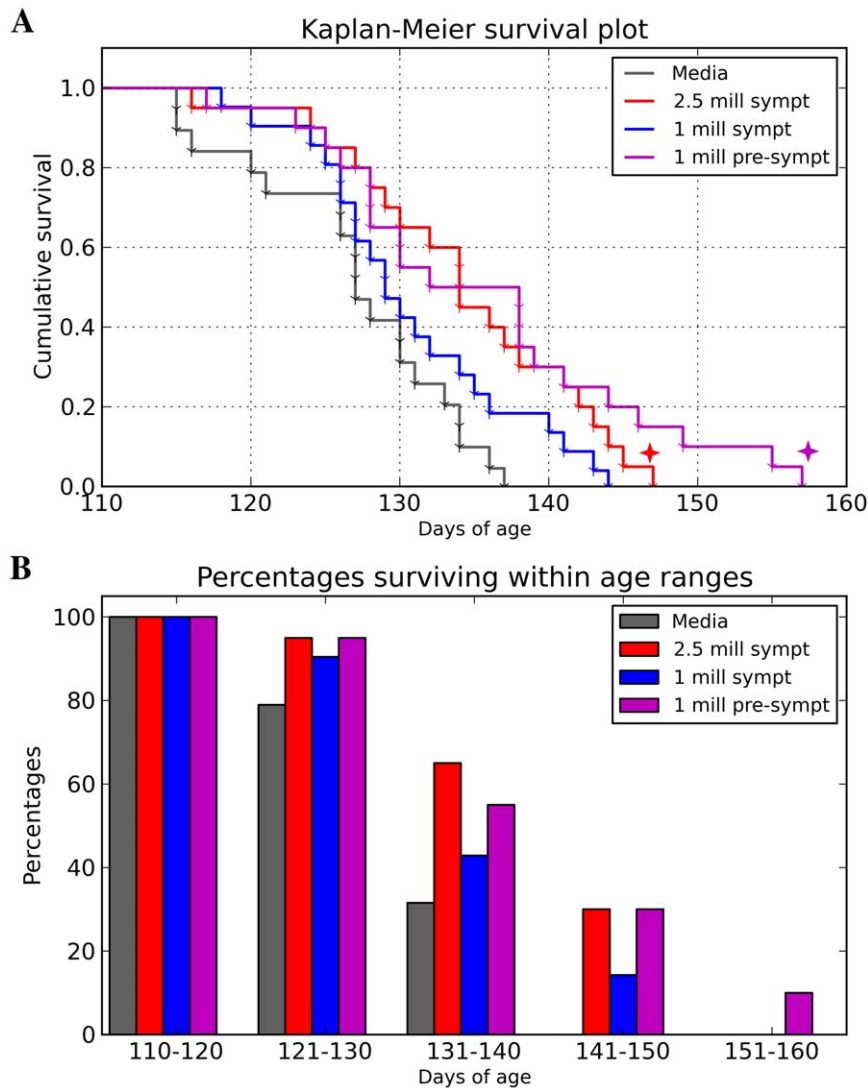 A
Kaplan-Meier survival plot
Media
2.5 mill sympt
1 mill sympt
1 mill pre-sympt
Cumulative survival
1.0
0.8
0.6
0.4
0.2
0.0
110 120 130 140 150 160
Days of age
B
Percentages surviving within age ranges
Media
2.5 mill sympt
1 mill sympt
1 mill pre-sympt
Percentages
100
80
60
40
20
0
110-120 121-130 131-140 141-150 151-160
Days of age